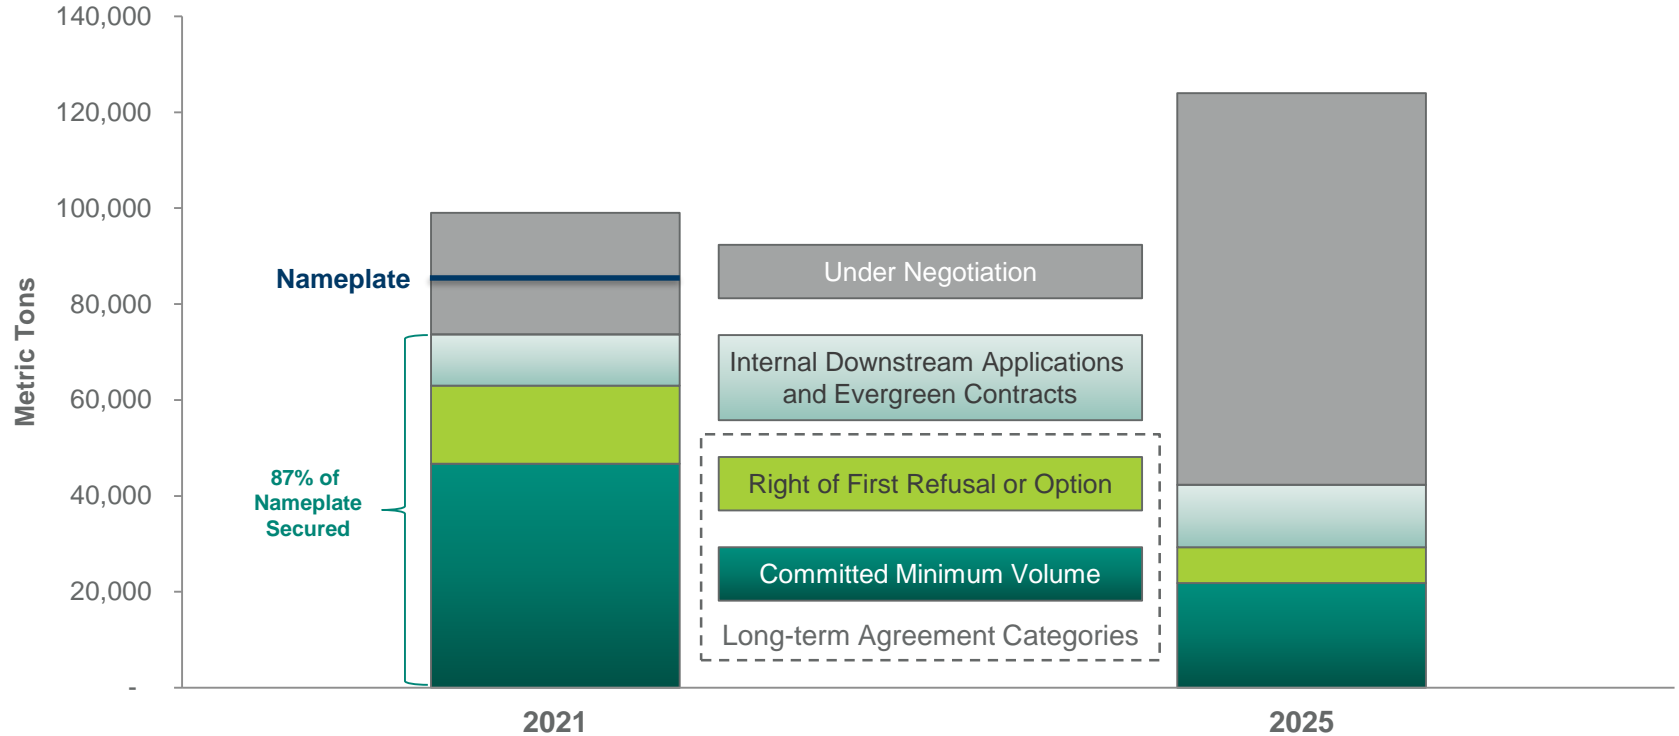 140,000
120,000
100,000
80,000
60,000
40,000
20,000
-
Metric Tons
Nameplate
87% of
Nameplate
Secured
Under Negotiation
Internal Downstream Applications
and Evergreen Contracts
Right of First Refusal or Option
Committed Minimum Volume
Long-term Agreement Categories
2021
2025